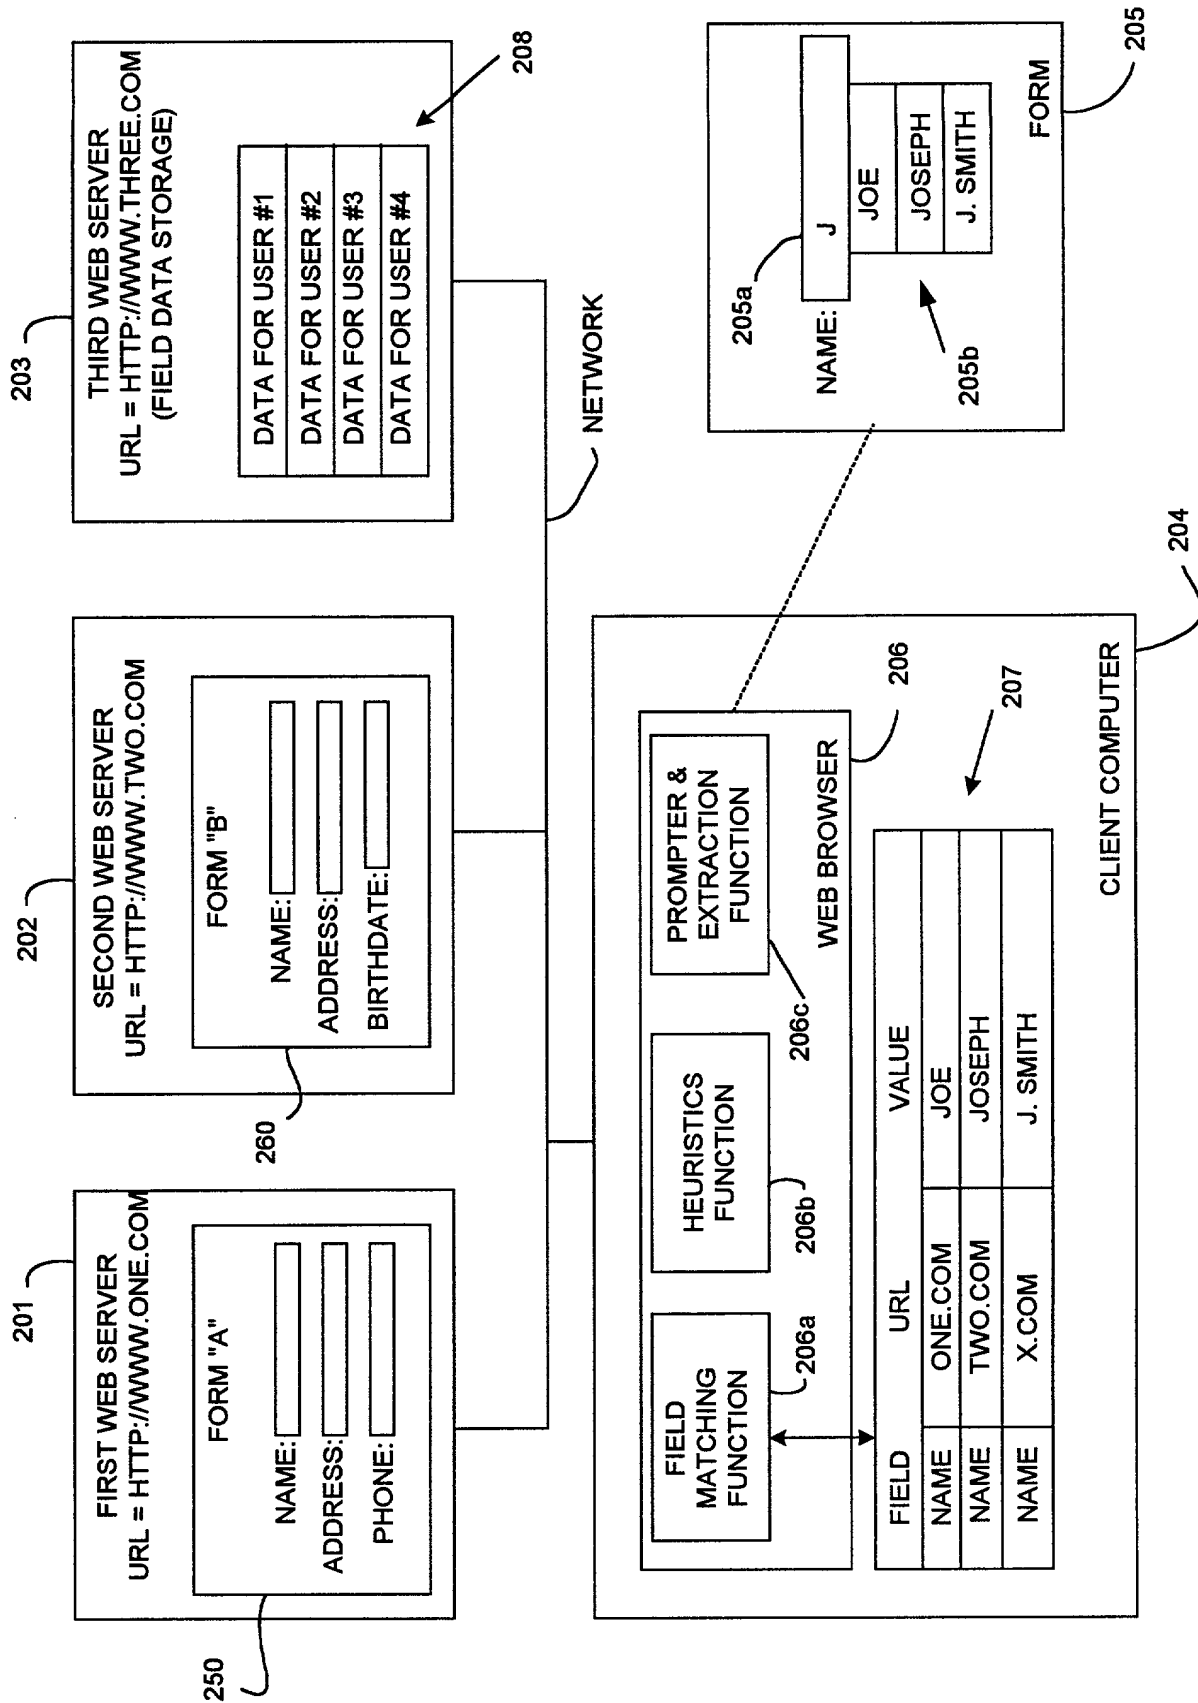 201
FIRST WEB SERVER
URL = HTTP://WWW.ONE.COM
FORM "A"
NAME:
ADDRESS:
PHONE:
250
202
SECOND WEB SERVER
URL = HTTP://WWW.TWO.COM
FORM "B"
NAME:
ADDRESS:
BIRTHDATE:
260
203
THIRD WEB SERVER
URL = HTTP://WWW.THREE.COM
(FIELD DATA STORAGE)
DATA FOR USER #1
DATA FOR USER #2
DATA FOR USER #3
DATA FOR USER #4
208
NETWORK
FIELD
MATCHING
FUNCTION
206a
HEURISTICS
FUNCTION
206b
PROMPTER &
EXTRACTION
FUNCTION
206c
WEB BROWSER
206
FIELD URL VALUE
NAME ONE.COM JOE
NAME TWO.COM JOSEPH
NAME X.COM J. SMITH
207
CLIENT COMPUTER
204
205a
NAME: J
JOE
JOSEPH
J. SMITH
205b
FORM
205